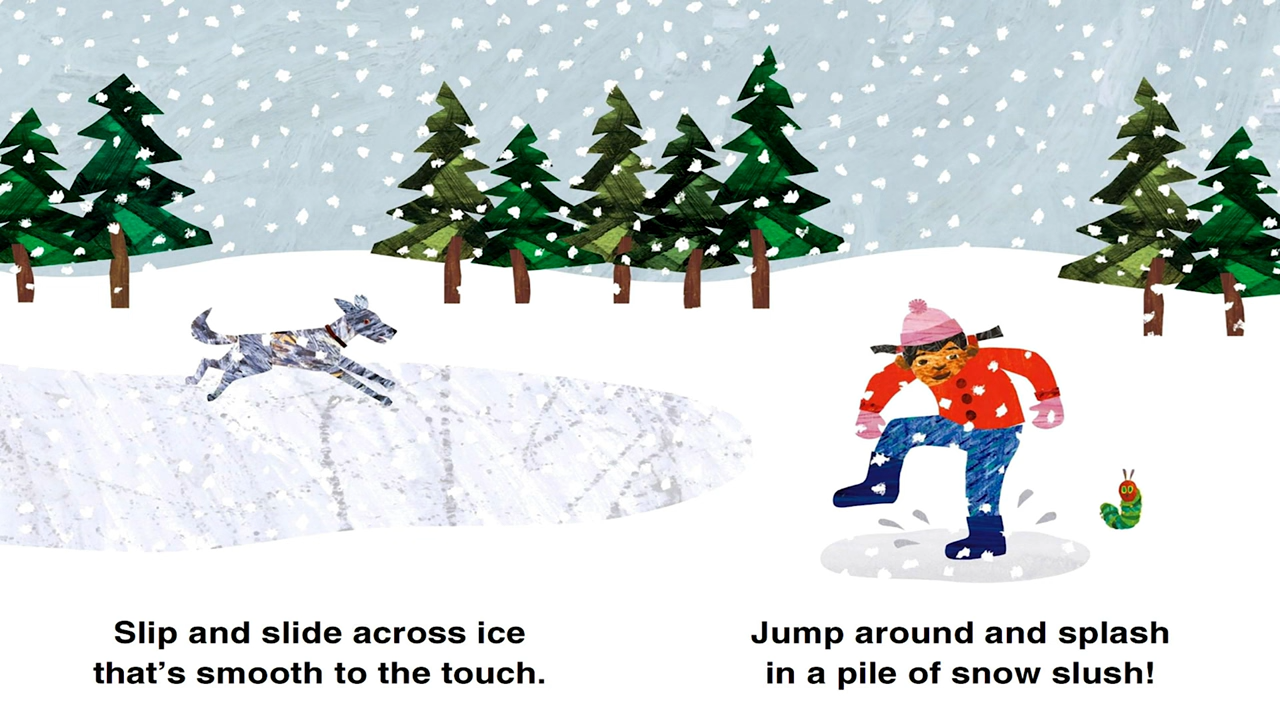 Slip and slide across ice
that’s smooth to the touch.
Jump around and splash
in a pile of snow slush!